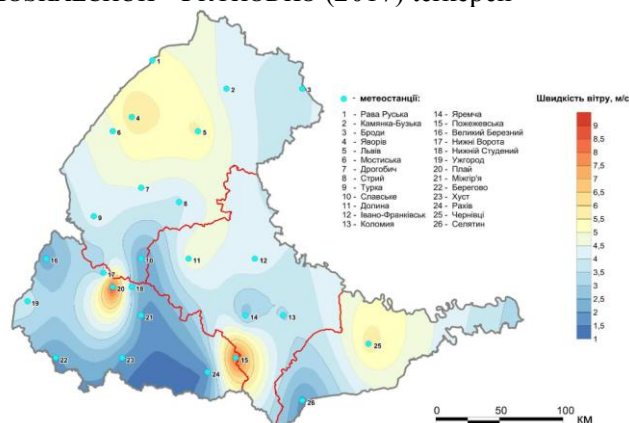 (2017)
- метеостанції:
1 - Рава Руська
2 - Камянка-Бузька
3 - Броди
4 - Яворів
5 - Львів
6 - Мостиська
7 - Дрогобич
8 - Стрий
9 - Турка
10 - Славське
11 - Долина
12 - Івано-Франківськ
13 - Коломия
14 - Яремча
15 - Пожежевська
16 - Великий Березний
17 - Нижні Ворота
18 - Нижній Студений
19 - Ужгород
20 - Плай
21 - Міжгір'я
22 - Берегово
23 - Хуст
24 - Рахів
25 - Чернівці
26 - Селятин
Швидкість вітру, м/с
9
8,5
8
7,5
7
6,5
6
5,5
5
4,5
4
3,5
3
2,5
2
1,5
1
1
2
3
4
5
6
7
8
9
10
11
12
13
14
15
16
17
18
19
20
21
22
23
24
25
26
0 50 100
КМ